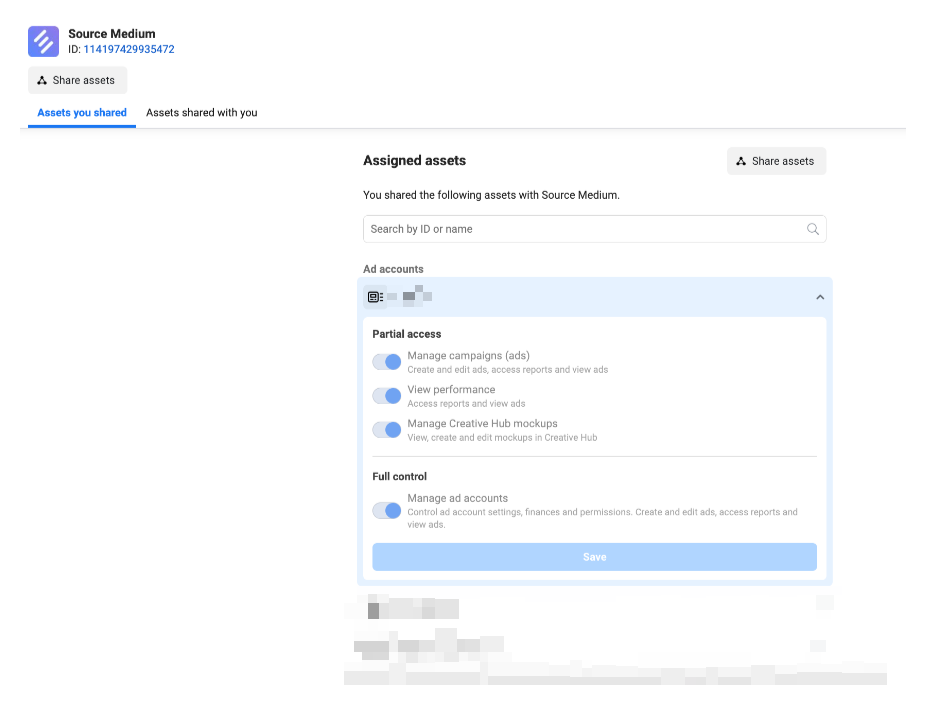 Source Medium
ID: 114197429935472
Share assets
Assets you shared
Assets shared with you
Assigned assets
Share assets
You shared the following assets with Source Medium.
Search by ID or name
Ad accounts
Partial access
Manage campaigns (ads)
Create and edit ads, access reports and view ads
View performance
Access reports and view ads
Manage Creative Hub mockups
View, create and edit mockups in Creative Hub
Full control
Manage ad accounts
Control ad account settings, finances and permissions. Create and edit ads, access reports and
view ads.
Save